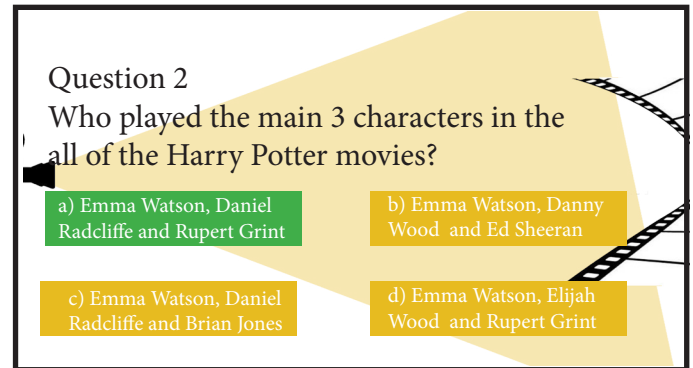 Question 2
Who played the main 3 characters in the
all of the Harry Potter movies?
a) Emma Watson, Daniel
Radcliffe and Rupert Grint
b) Emma Watson, Danny
Wood and Ed Sheeran
c) Emma Watson, Daniel
Radcliffe and Brian Jones
d) Emma Watson, Elijah
Wood and Rupert Grint